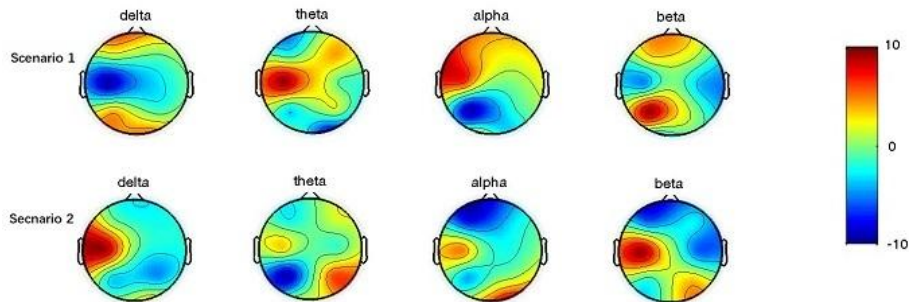 delta theta alpha beta
Scenario 1
10
0
-10
delta theta alpha beta
Secnario 2